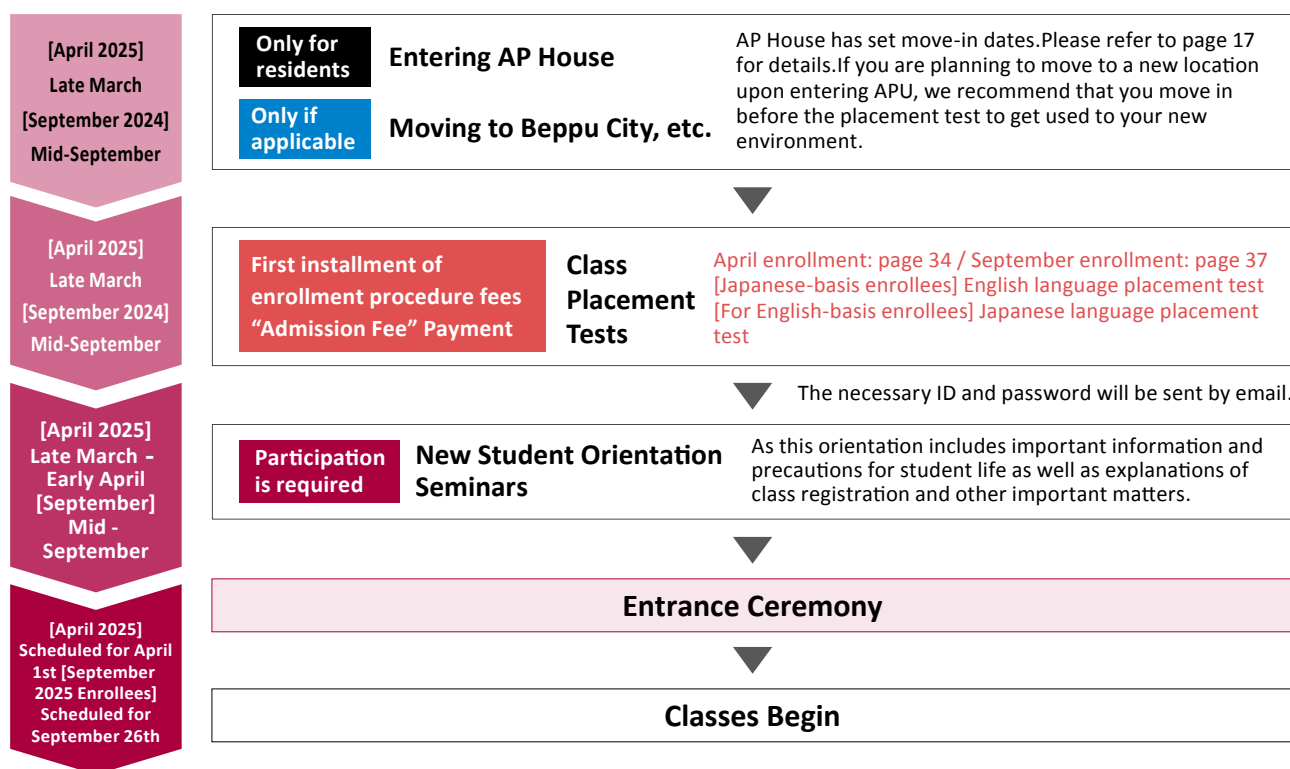 [April 2025]
Late March
[September 2024]
Mid-September
Only for
residents
Entering AP House
Only if
applicable
Moving to Beppu City, etc.
AP House has set move-in dates.Please refer to page 17
for details.If you are planning to move to a new location
upon entering APU, we recommend that you move in
before the placement test to get used to your new
environment.
[April 2025]
Late March
[September 2024]
Mid-September
First installment of
enrollment procedure fees
“Admission Fee” Payment
Class
Placement
Tests
April enrollment: page 34 / September enrollment: page 37
[Japanese-basis enrollees] English language placement test
[For English-basis enrollees] Japanese language placement
test
The necessary ID and password will be sent by email.
[April 2025]
Late March –
Early April
[September]
Mid -
September
Participation
is required
New Student Orientation
Seminars
As this orientation includes important information and
precautions for student life as well as explanations of
class registration and other important matters.
Entrance Ceremony
[April 2025]
Scheduled for April
1st [September
2025 Enrollees]
Scheduled for
September 26th
Classes Begin